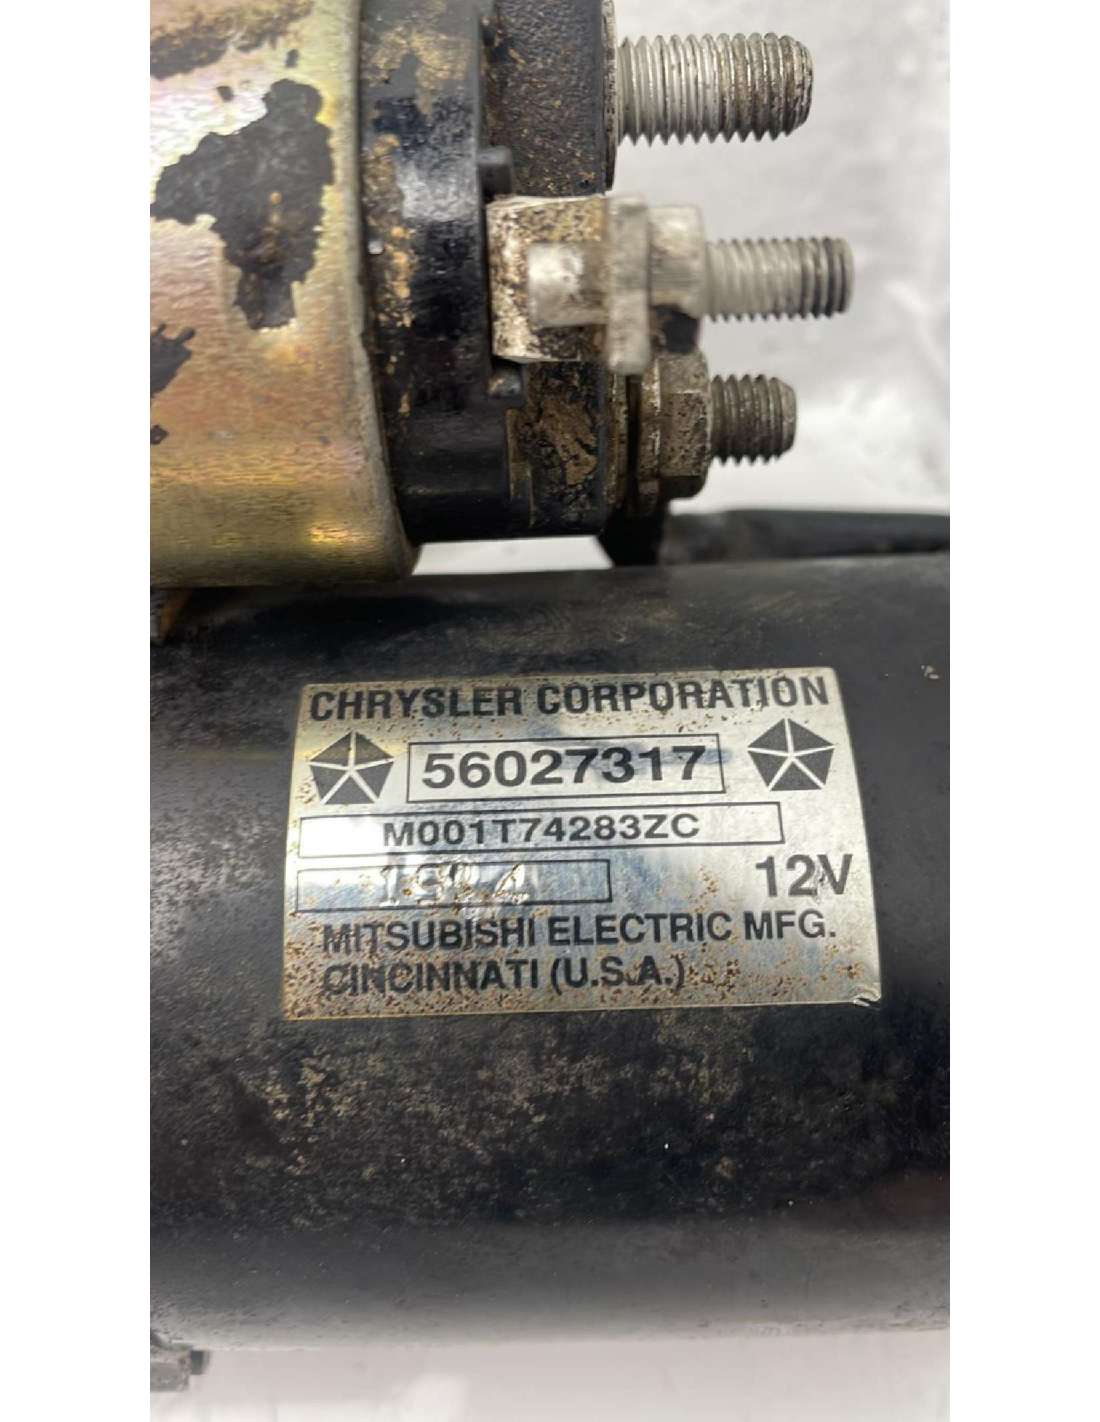 CHRYSLER CORPORATION
56027317
M001T74283ZC
12V
MITSUBISHI ELECTRIC MFG.
CINCINNATI (U.S.A.)